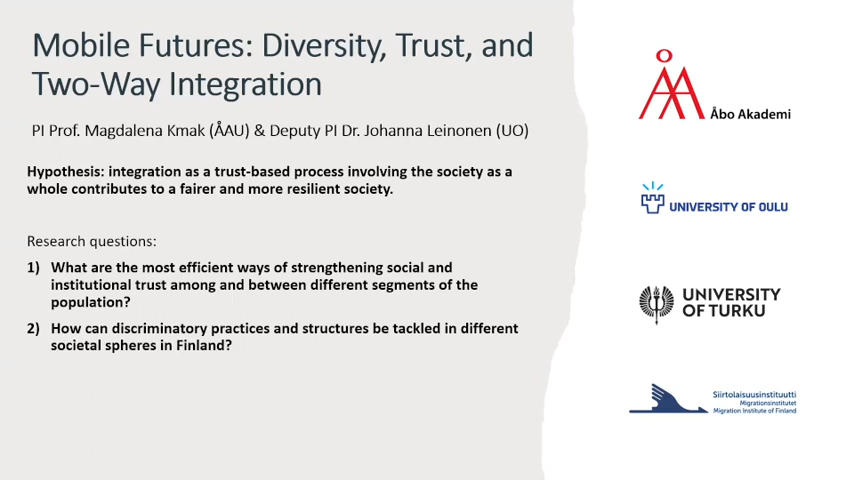 Mobile Futures: Diversity, Trust, and
Two-Way Integration
PI Prof. Magdalena Kmak (ÅAU) & Deputy PI Dr. Johanna Leinonen (UO)
Hypothesis: integration as a trust-based process involving the society as a
whole contributes to a fairer and more resilient society.
Research questions:
1) What are the most efficient ways of strengthening social and
institutional trust among and between different segments of the
population?
2) How can discriminatory practices and structures be tackled in different
societal spheres in Finland?
Åbo Akademi
UNIVERSITY OF OULU
UNIVERSITY
OF TURKU
Siirtolaisuusinstituutti
Migrationsinstitutet
Migration Institute of Finland